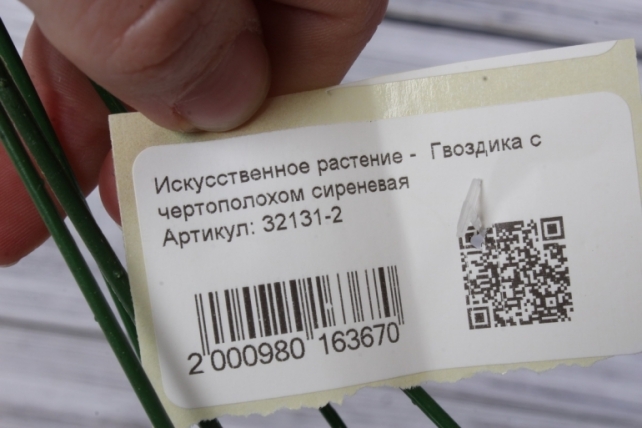 Искусственное растение - Гвоздика с
чертополохом сиреневая
Артикул: 32131-2
2 000980 163670